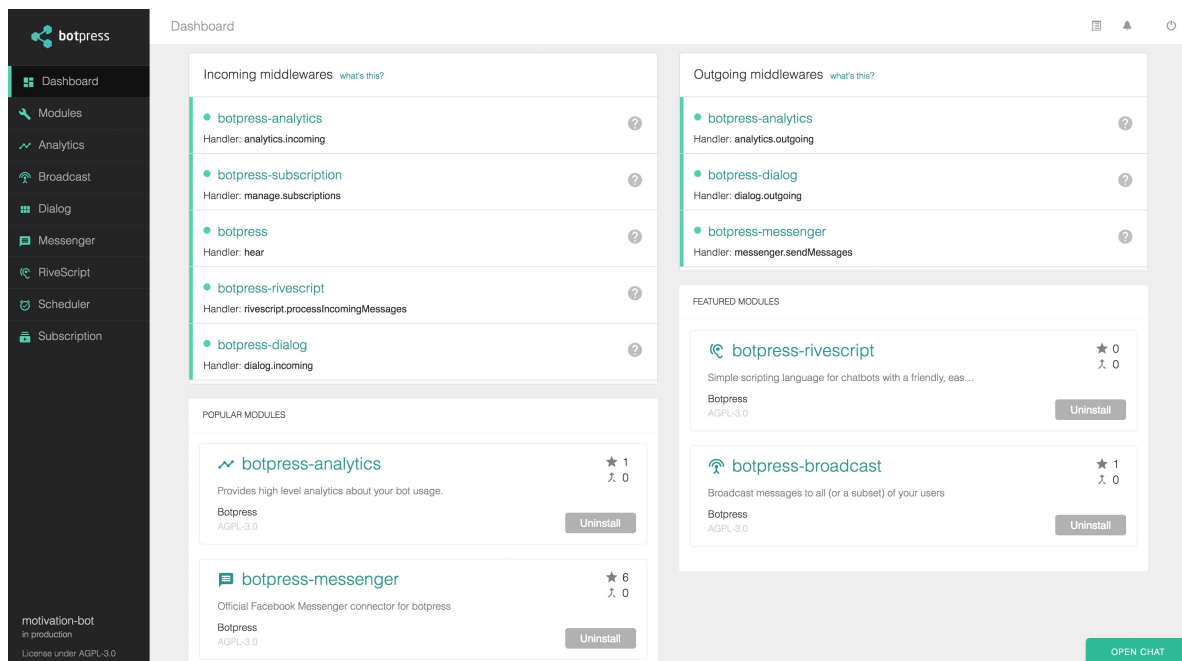 botpress
Dashboard
Modules
Analytics
Broadcast
Dialog
Messenger
RiveScript
Scheduler
Subscription
motivation-bot
in production
License under AGPL-3.0
Dashboard
Incoming middlewares what's this?
botpress-analytics
Handler: analytics.incoming
botpress-subscription
Handler: manage.subscriptions
botpress
Handler: hear
botpress-rivescript
Handler: rivescript.processIncomingMessages
botpress-dialog
Handler: dialog.incoming
POPULAR MODULES
botpress-analytics
1
0
Provides high level analytics about your bot usage.
Botpress
AGPL-3.0
Uninstall
botpress-messenger
6
0
Official Facebook Messenger connector for botpress
Botpress
AGPL-3.0
Uninstall
Outgoing middlewares what's this?
botpress-analytics
Handler: analytics.outgoing
botpress-dialog
Handler: dialog.outgoing
botpress-messenger
Handler: messenger.sendMessages
FEATURED MODULES
botpress-rivescript
0
0
Simple scripting language for chatbots with a friendly, eas…
Botpress
AGPL-3.0
Uninstall
botpress-broadcast
1
0
Broadcast messages to all (or a subset) of your users
Botpress
AGPL-3.0
Uninstall
OPEN CHAT